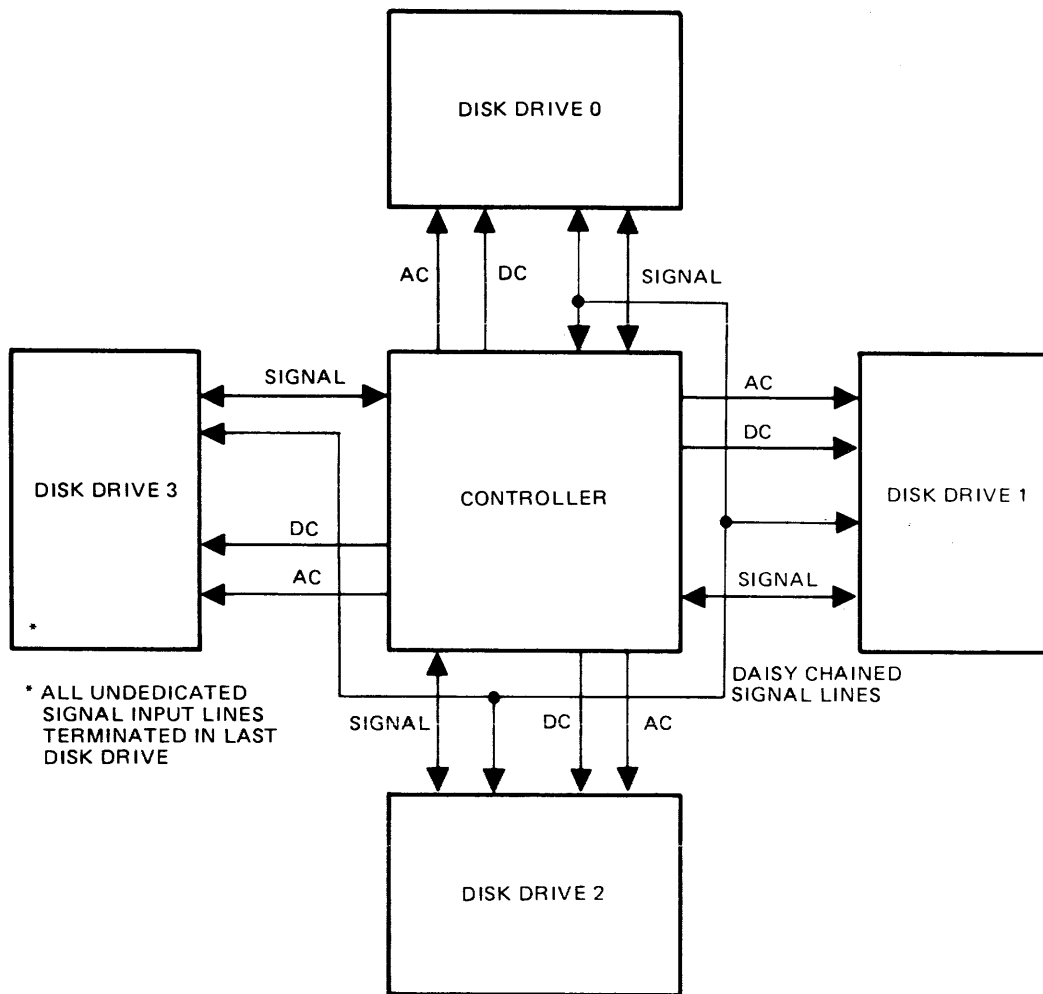 DISK DRIVE 0
AC
DC
SIGNAL
SIGNAL
AC
DC
DISK DRIVE 3
CONTROLLER
DISK DRIVE 1
DC
AC
SIGNAL
* 
* ALL UNDEDICATED
SIGNAL INPUT LINES
TERMINATED IN LAST
DISK DRIVE
DAISY CHAINED
SIGNAL LINES
SIGNAL
DC
AC
DISK DRIVE 2